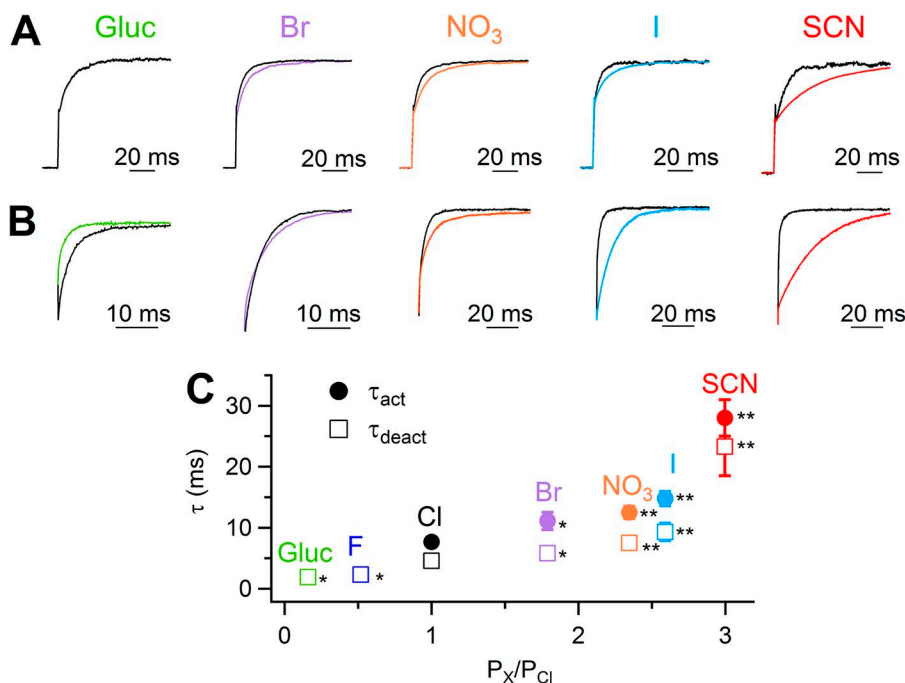 A Gluc Br NO₃ I SCN
20 ms 20 ms 20 ms 20 ms 20 ms
B
10 ms 10 ms 20 ms 20 ms 20 ms
C
τact
τdeact
SCN
**
**
I
NO₃
Br
Cl
**
**
*
**
**
*
Gluc F
* *
30
20
10
0
τ (ms)
0 1 2 3
PX/PCl